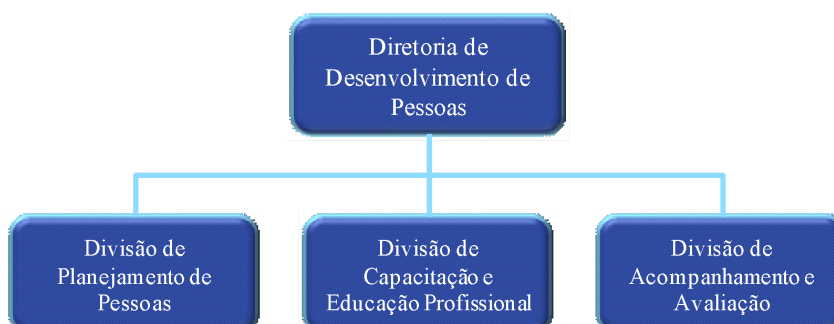 Diretoria de
Desenvolvimento de
Pessoas
Divisão de
Planejamento de
Pessoas
Divisão de
Capacitação e
Educação Profissional
Divisão de
Acompanhamento e
Avaliação